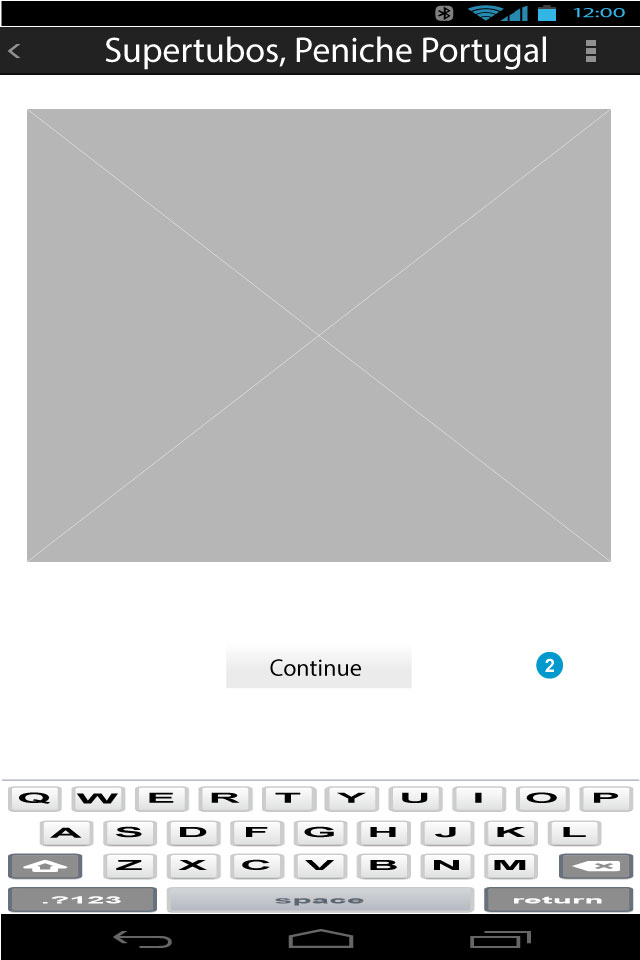 12:00
Supertubos, Peniche Portugal
Continue
2
Q W E R T Y U I O P
A S D F G H J K L
Z X C V B N M
.?123 space return